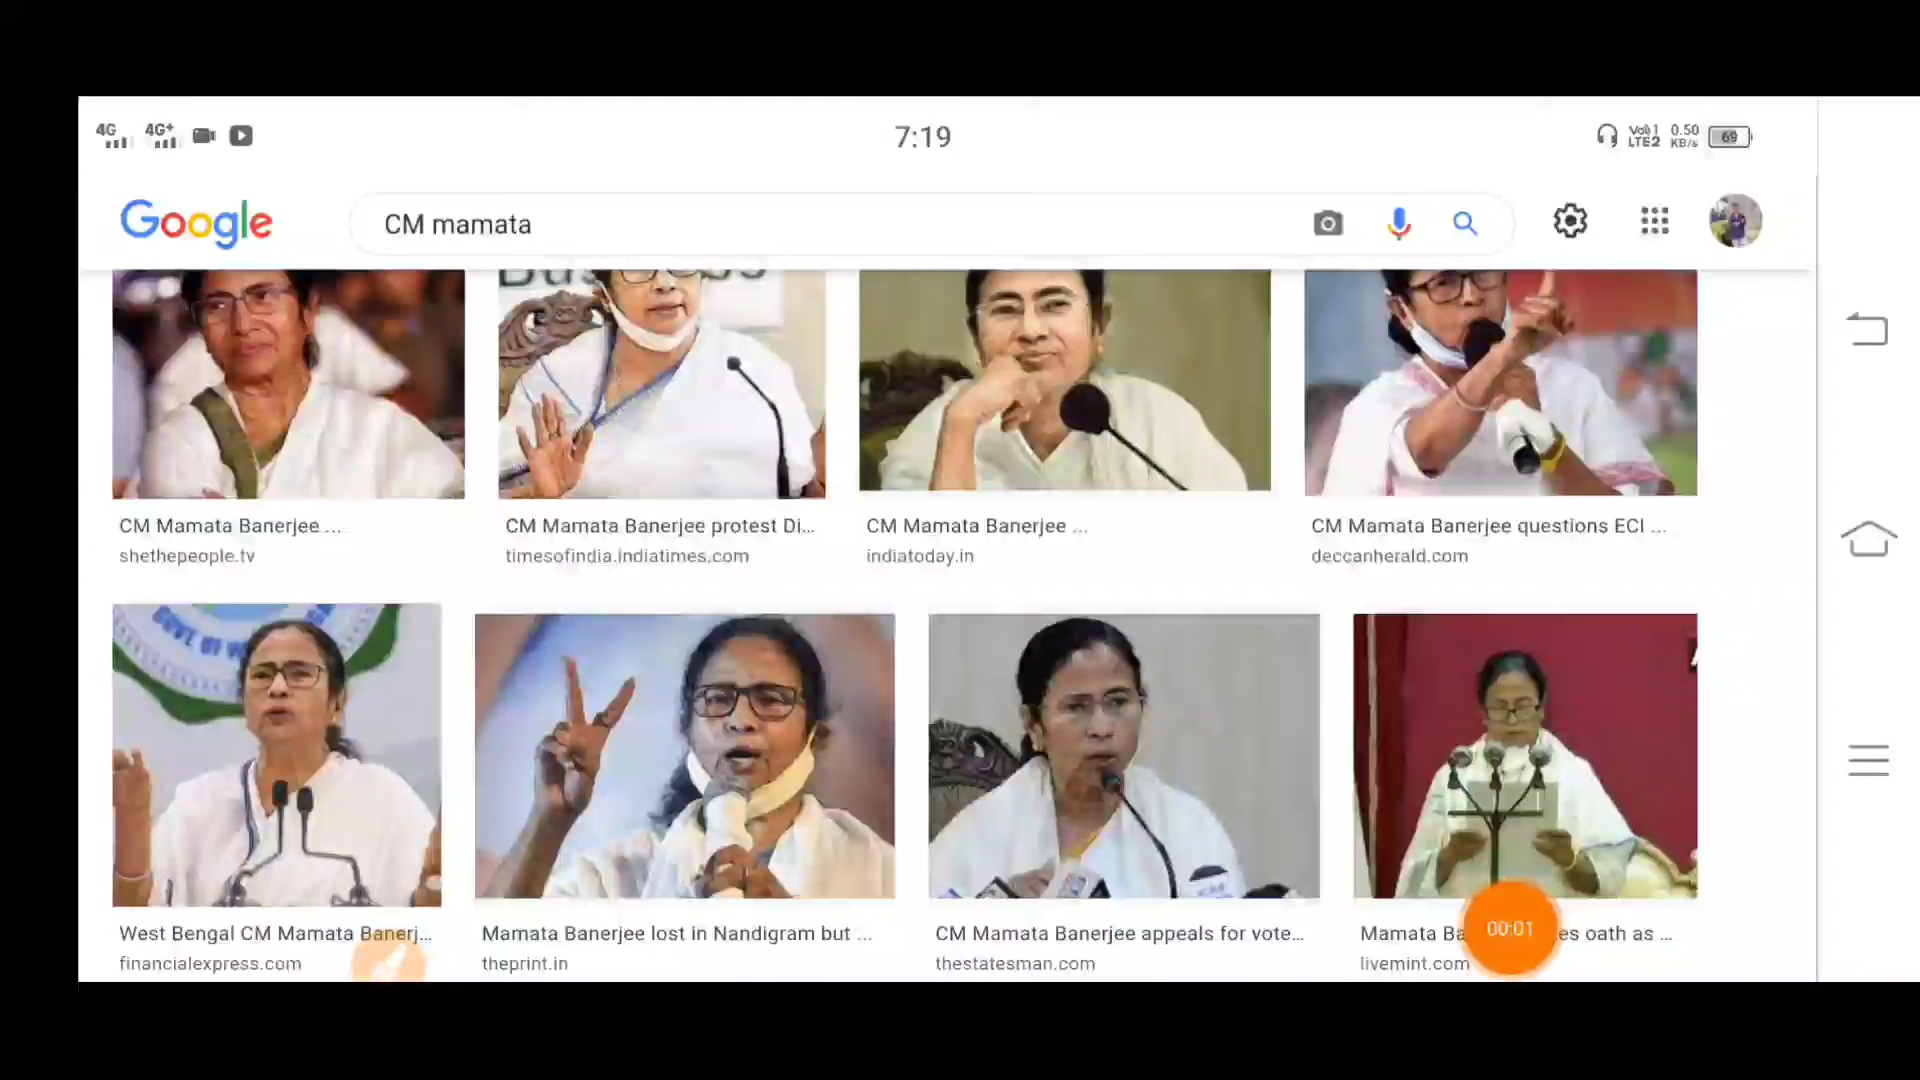 4G 4G+ 7:19 Vo) 1 LTE2 0.50 KB/s 69
Google CM mamata
CM Mamata Banerjee ... CM Mamata Banerjee protest Di... CM Mamata Banerjee ... CM Mamata Banerjee questions ECI ...
shethepeople.tv timesofindia.indiatimes.com indiatoday.in deccanherald.com
West Bengal CM Mamata Banerj... Mamata Banerjee lost in Nandigram but ... CM Mamata Banerjee appeals for vote... Mamata Ba 00:01 es oath as ...
financialexpress.com theprint.in thestatesman.com livemint.com